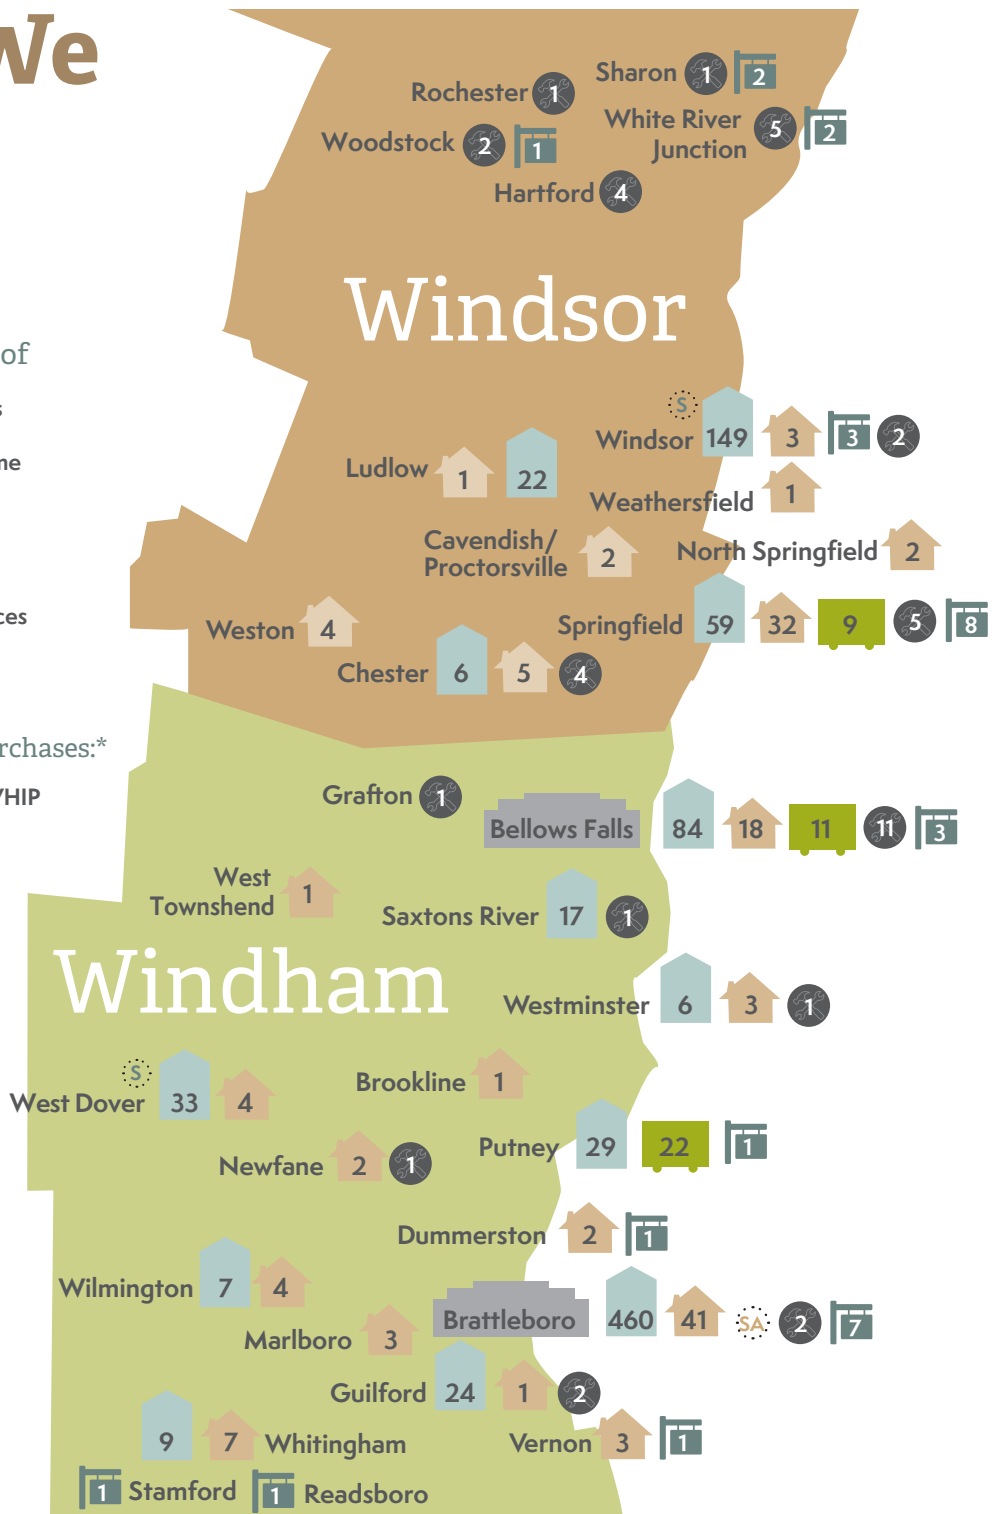 We
Sharon 1 2
Rochester 1
White River
Junction 5 2
Woodstock 2 1
Hartford 4
Windsor
of
s
me
ces
rchases:*
/HIP
S
Windsor 149 3 3 2
Ludlow 1 22
Weathersfield 1
Cavendish/
Proctorsville 2
North Springfield 2
Weston 4
Springfield 59 32 9 5 8
Chester 6 5 4
Grafton 1
Bellows Falls 84 18 11 11 3
West
Townshend 1
Saxtons River 17 1
Windham
Westminster 6 3 1
S
West Dover 33 4
Brookline 1
Putney 29 22 1
Newfane 2 1
Dummerston 2 1
Wilmington 7 4
Brattleboro 460 41 SA 2 7
Marlboro 3
Guilford 24 1 2
9 7 Whitingham
Vernon 3 1
1 Stamford 1 Readsboro